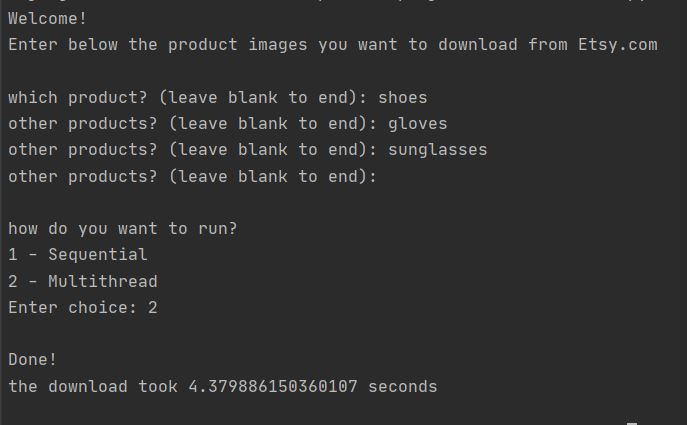 Welcome!
Enter below the product images you want to download from Etsy.com
which product? (leave blank to end): shoes
other products? (leave blank to end): gloves
other products? (leave blank to end): sunglasses
other products? (leave blank to end):
how do you want to run?
1 - Sequential
2 - Multithread
Enter choice: 2
Done!
the download took 4.379886150360107 seconds